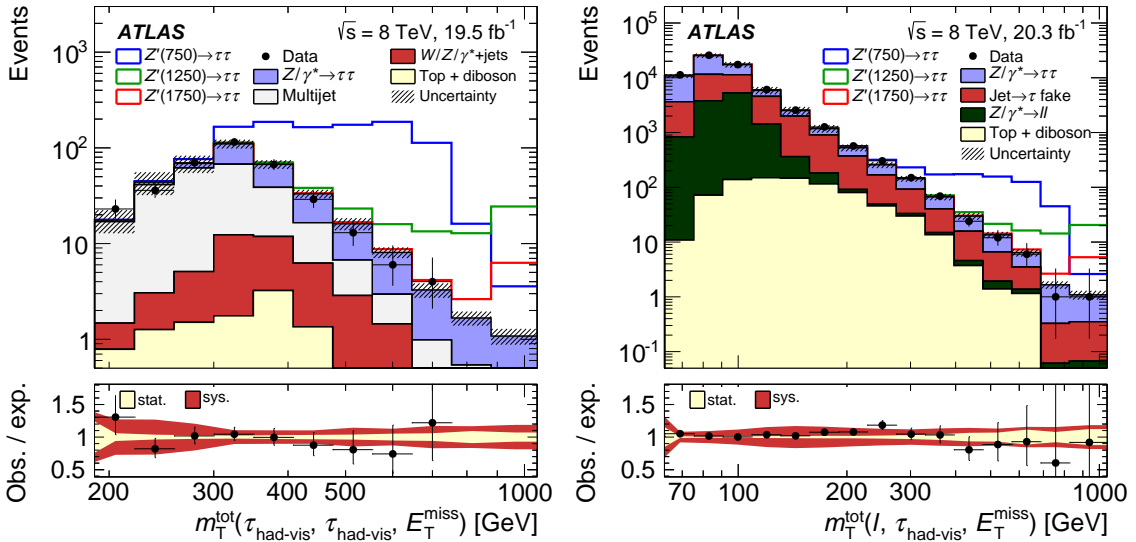 ATLAS
√s = 8 TeV, 19.5 fb⁻¹
Z′(750)→ττ
Z′(1250)→ττ
Z′(1750)→ττ
Data
Z/γ*→ττ
Multijet
W/Z/γ*+jets
Top + diboson
Uncertainty
Events
10³
10²
10
1
stat.
sys.
Obs. / exp.
1.5
1
0.5
200
300
400
500
1000
m_T^tot(τ_had-vis, τ_had-vis, E_T^miss) [GeV]
ATLAS
√s = 8 TeV, 20.3 fb⁻¹
Z′(750)→ττ
Z′(1250)→ττ
Z′(1750)→ττ
Data
Z/γ*→ττ
Jet→τ fake
Z/γ*→ll
Top + diboson
Uncertainty
Events
10⁵
10⁴
10³
10²
10
1
10⁻¹
stat.
sys.
Obs. / exp.
1.5
1
0.5
70
100
200
300
1000
m_T^tot(l, τ_had-vis, E_T^miss) [GeV]